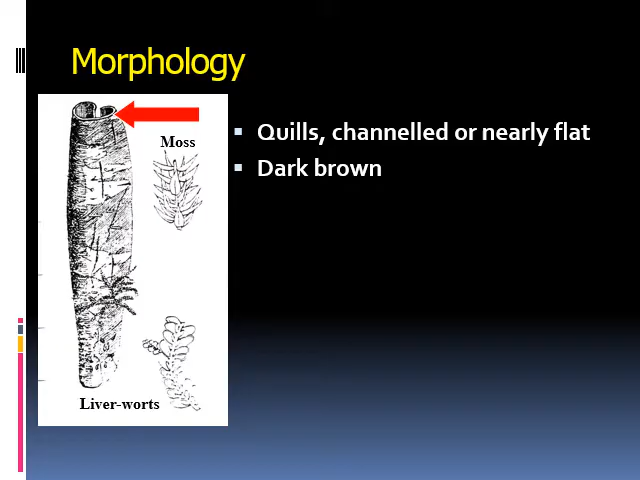 Morphology
Moss
Quills, channelled or nearly flat
Dark brown
Liver-worts